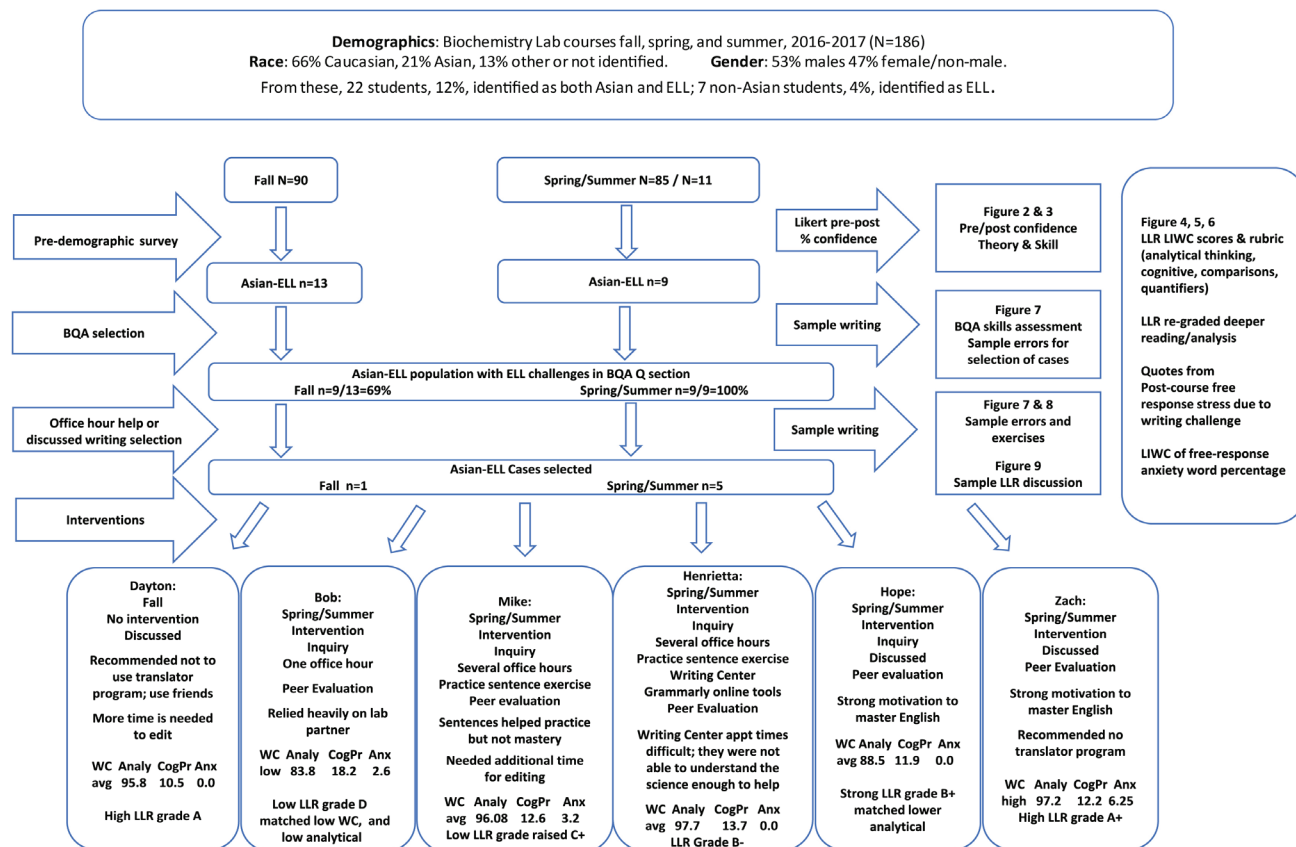 Demographics: Biochemistry Lab courses fall, spring, and summer, 2016-2017 (N=186)
Race: 66% Caucasian, 21% Asian, 13% other or not identified. Gender: 53% males 47% female/non-male.
From these, 22 students, 12%, identified as both Asian and ELL; 7 non-Asian students, 4%, identified as ELL.
Fall N=90
Spring/Summer N=85 / N=11
Pre-demographic survey
Likert pre-post
% confidence
Figure 2 & 3
Pre/post confidence
Theory & Skill
Asian-ELL n=13
Asian-ELL n=9
BQA selection
Sample writing
Figure 7
BQA skills assessment
Sample errors for
selection of cases
Asian-ELL population with ELL challenges in BQA Q section
Fall n=9/13=69% Spring/Summer n=9/9=100%
Office hour help or
discussed writing selection
Sample writing
Figure 7 & 8
Sample errors and
exercises
Figure 9
Sample LLR discussion
Asian-ELL Cases selected
Fall n=1 Spring/Summer n=5
Interventions
Figure 4, 5, 6
LLR LIWC scores & rubric
(analytical thinking,
cognitive, comparisons,
quantifiers)
LLR re-graded deeper
reading/analysis
Quotes from
Post-course free
response stress due to
writing challenge
LIWC of free-response
anxiety word percentage
Dayton:
Fall
No intervention
Discussed
Recommended not to
use translator
program; use friends
More time is needed
to edit
WC Analy CogPr Anx
avg 95.8 10.5 0.0
High LLR grade A
Bob:
Spring/Summer
Intervention
Inquiry
One office hour
Peer Evaluation
Relied heavily on lab
partner
WC Analy CogPr Anx
low 83.8 18.2 2.6
Low LLR grade D
matched low WC, and
low analytical
Mike:
Spring/Summer
Intervention
Inquiry
Several office hours
Practice sentence exercise
Peer evaluation
Sentences helped practice
but not mastery
Needed additional time
for editing
WC Analy CogPr Anx
avg 96.08 12.6 3.2
Low LLR grade raised C+
Henrietta:
Spring/Summer
Intervention
Inquiry
Several office hours
Practice sentence exercise
Writing Center
Grammarly online tools
Peer Evaluation
Writing Center appt times
difficult; they were not
able to understand the
science enough to help
WC Analy CogPr Anx
avg 97.7 13.7 0.0
LLR Grade B-
Hope:
Spring/Summer
Intervention
Inquiry
Discussed
Peer evaluation
Strong motivation to
master English
WC Analy CogPr Anx
avg 88.5 11.9 0.0
Strong LLR grade B+
matched lower
analytical
Zach:
Spring/Summer
Intervention
Discussed
Peer Evaluation
Strong motivation to
master English
Recommended no
translator program
WC Analy CogPr Anx
high 97.2 12.2 6.25
High LLR grade A+